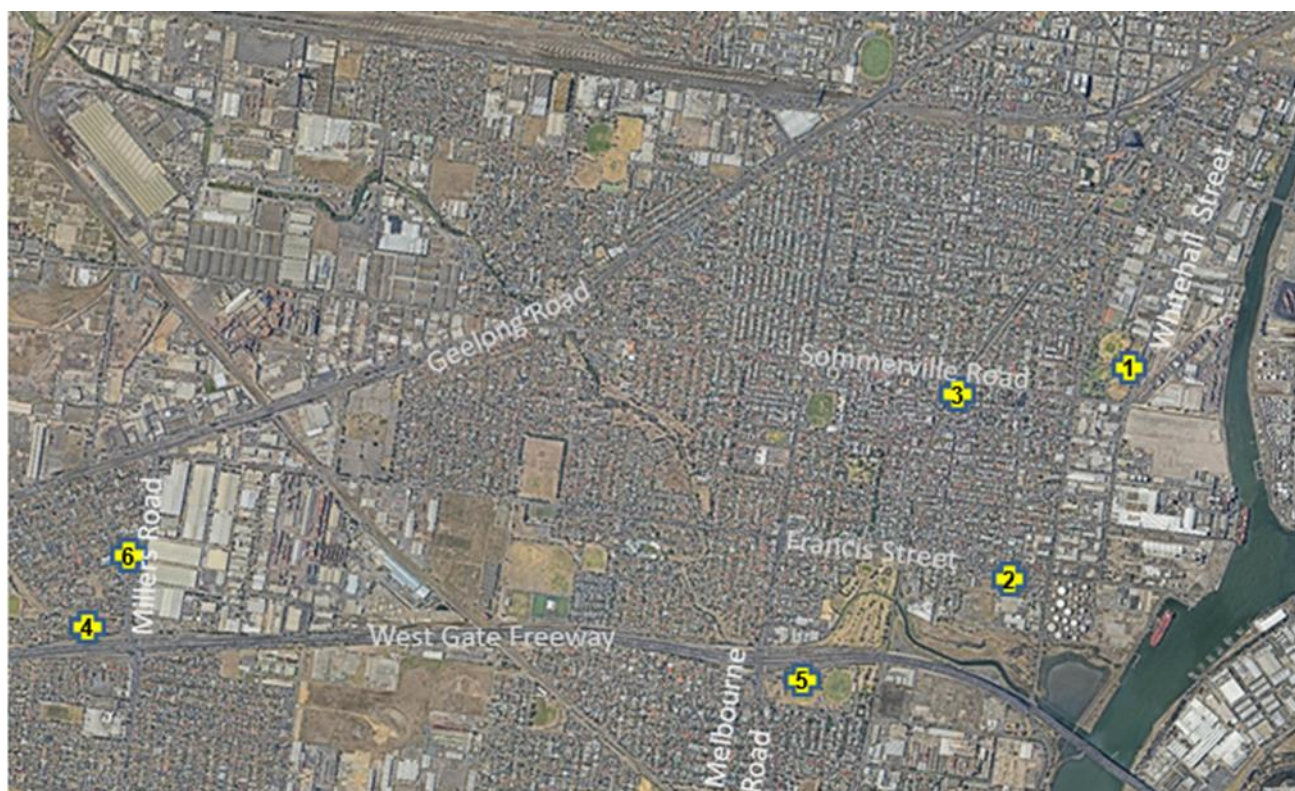 Whitehall Street
Geelong Road
Sommerville Road
1
3
Millers Road
6
Francis Street
2
4
West Gate Freeway
5
Melbourne
Road